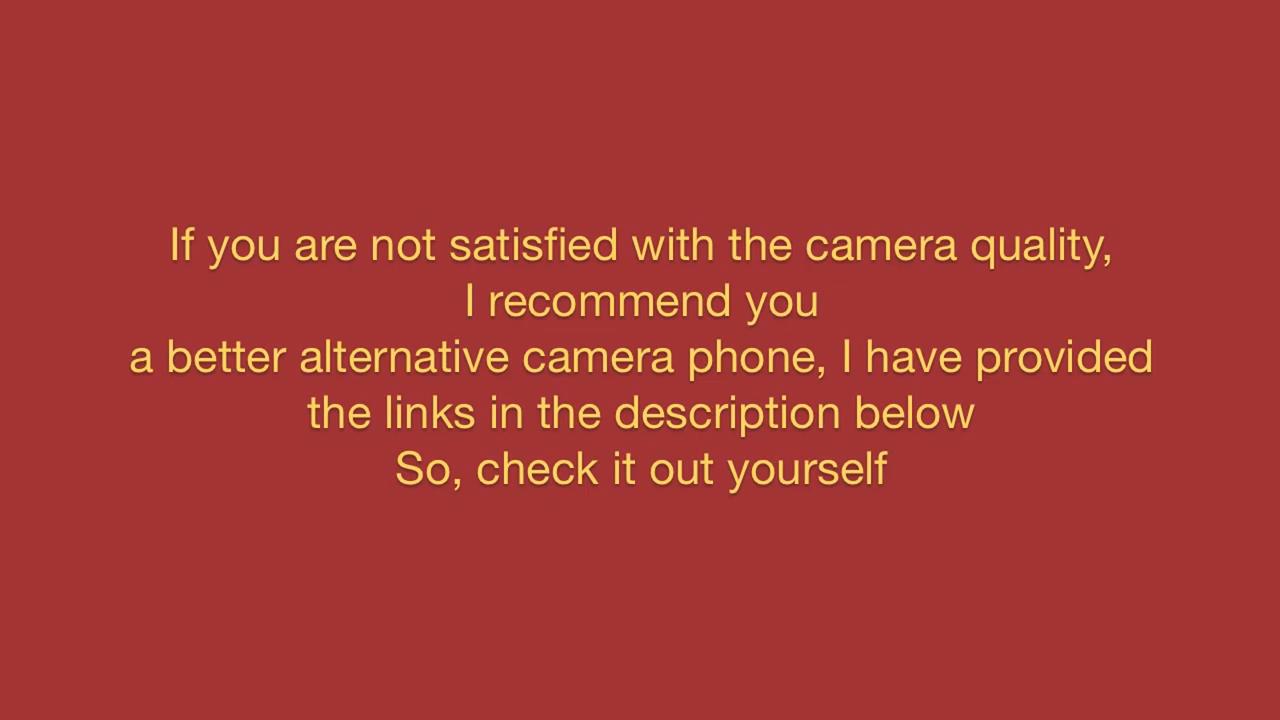 If you are not satisfied with the camera quality,
I recommend you
a better alternative camera phone, I have provided
the links in the description below
So, check it out yourself